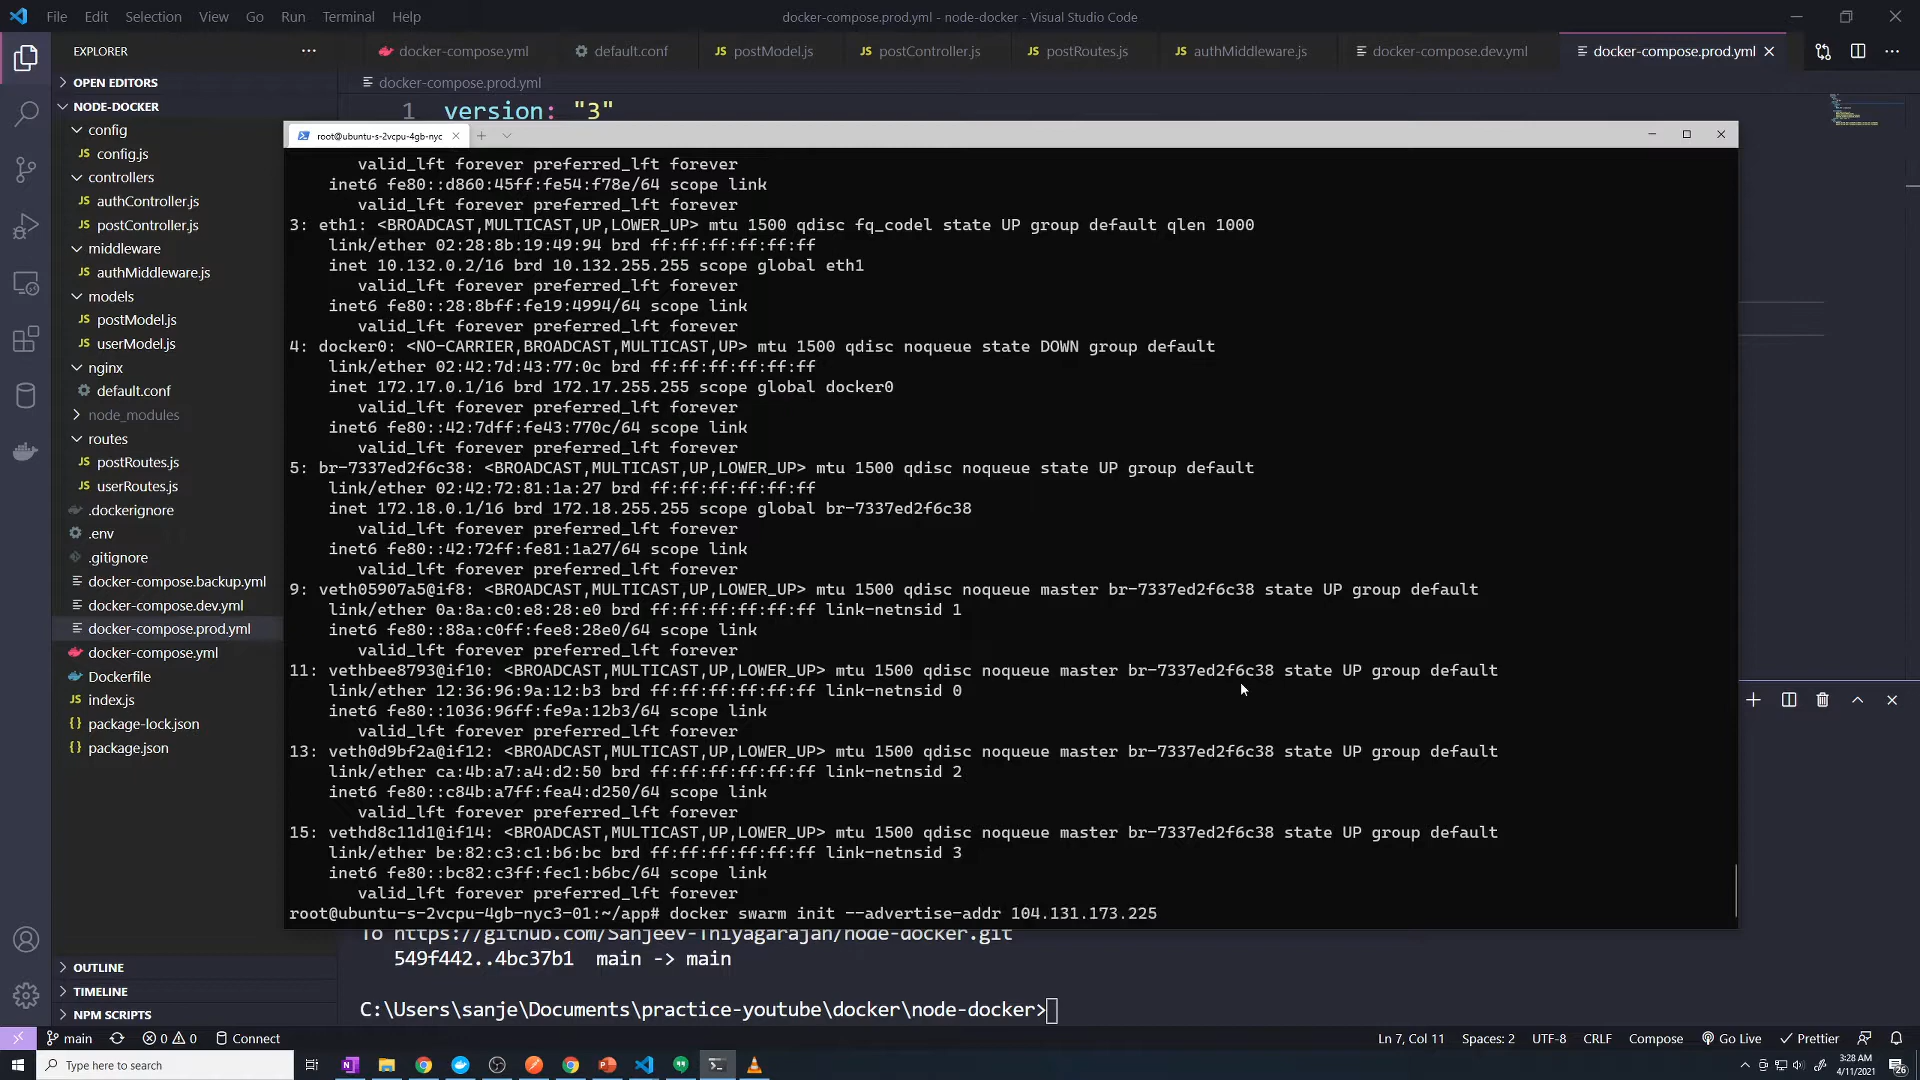 File Edit Selection View Go Run Terminal Help
docker-compose.prod.yml - node-docker - Visual Studio Code
EXPLORER
docker-compose.yml default.conf postModel.js postController.js postRoutes.js authMiddleware.js docker-compose.dev.yml docker-compose.prod.yml
docker-compose.prod.yml
1 version: "3"
OPEN EDITORS
NODE-DOCKER
config
config.js
controllers
authController.js
postController.js
middleware
authMiddleware.js
models
postModel.js
userModel.js
nginx
default.conf
node_modules
routes
postRoutes.js
userRoutes.js
.dockerignore
.env
.gitignore
docker-compose.backup.yml
docker-compose.dev.yml
docker-compose.prod.yml
docker-compose.yml
Dockerfile
index.js
package-lock.json
package.json
OUTLINE
TIMELINE
NPM SCRIPTS
root@ubuntu-s-2vcpu-4gb-nyc
valid_lft forever preferred_lft forever
inet6 fe80::d860:45ff:fe54:f78e/64 scope link
valid_lft forever preferred_lft forever
3: eth1: <BROADCAST,MULTICAST,UP,LOWER_UP> mtu 1500 qdisc fq_codel state UP group default qlen 1000
link/ether 02:28:8b:19:49:94 brd ff:ff:ff:ff:ff:ff
inet 10.132.0.2/16 brd 10.132.255.255 scope global eth1
valid_lft forever preferred_lft forever
inet6 fe80::28:8bff:fe19:4994/64 scope link
valid_lft forever preferred_lft forever
4: docker0: <NO-CARRIER,BROADCAST,MULTICAST,UP> mtu 1500 qdisc noqueue state DOWN group default
link/ether 02:42:7d:43:77:0c brd ff:ff:ff:ff:ff:ff
inet 172.17.0.1/16 brd 172.17.255.255 scope global docker0
valid_lft forever preferred_lft forever
inet6 fe80::42:7dff:fe43:770c/64 scope link
valid_lft forever preferred_lft forever
5: br-7337ed2f6c38: <BROADCAST,MULTICAST,UP,LOWER_UP> mtu 1500 qdisc noqueue state UP group default
link/ether 02:42:72:81:1a:27 brd ff:ff:ff:ff:ff:ff
inet 172.18.0.1/16 brd 172.18.255.255 scope global br-7337ed2f6c38
valid_lft forever preferred_lft forever
inet6 fe80::42:72ff:fe81:1a27/64 scope link
valid_lft forever preferred_lft forever
9: veth05907a5@if8: <BROADCAST,MULTICAST,UP,LOWER_UP> mtu 1500 qdisc noqueue master br-7337ed2f6c38 state UP group default
link/ether 0a:8a:c0:e8:28:e0 brd ff:ff:ff:ff:ff:ff link-netnsid 1
inet6 fe80::88a:c0ff:fee8:28e0/64 scope link
valid_lft forever preferred_lft forever
11: vethbee8793@if10: <BROADCAST,MULTICAST,UP,LOWER_UP> mtu 1500 qdisc noqueue master br-7337ed2f6c38 state UP group default
link/ether 12:36:96:9a:12:b3 brd ff:ff:ff:ff:ff:ff link-netnsid 0
inet6 fe80::1036:96ff:fe9a:12b3/64 scope link
valid_lft forever preferred_lft forever
13: veth0d9bf2a@if12: <BROADCAST,MULTICAST,UP,LOWER_UP> mtu 1500 qdisc noqueue master br-7337ed2f6c38 state UP group default
link/ether ca:4b:a7:a4:d2:50 brd ff:ff:ff:ff:ff:ff link-netnsid 2
inet6 fe80::c84b:a7ff:fea4:d250/64 scope link
valid_lft forever preferred_lft forever
15: vethd8c11d1@if14: <BROADCAST,MULTICAST,UP,LOWER_UP> mtu 1500 qdisc noqueue master br-7337ed2f6c38 state UP group default
link/ether be:82:c3:c1:b6:bc brd ff:ff:ff:ff:ff:ff link-netnsid 3
inet6 fe80::bc82:c3ff:fec1:b6bc/64 scope link
valid_lft forever preferred_lft forever
root@ubuntu-s-2vcpu-4gb-nyc3-01:~/app# docker swarm init --advertise-addr 104.131.173.225
To https://github.com/Sanjeev-Thiyagarajan/node-docker.git
549f442..4bc37b1 main -> main
C:\Users\sanje\Documents\practice-youtube\docker\node-docker>
main 0 0 Connect
Ln 7, Col 11 Spaces: 2 UTF-8 CRLF Compose Go Live Prettier
Type here to search
3:28 AM
4/11/2021
26